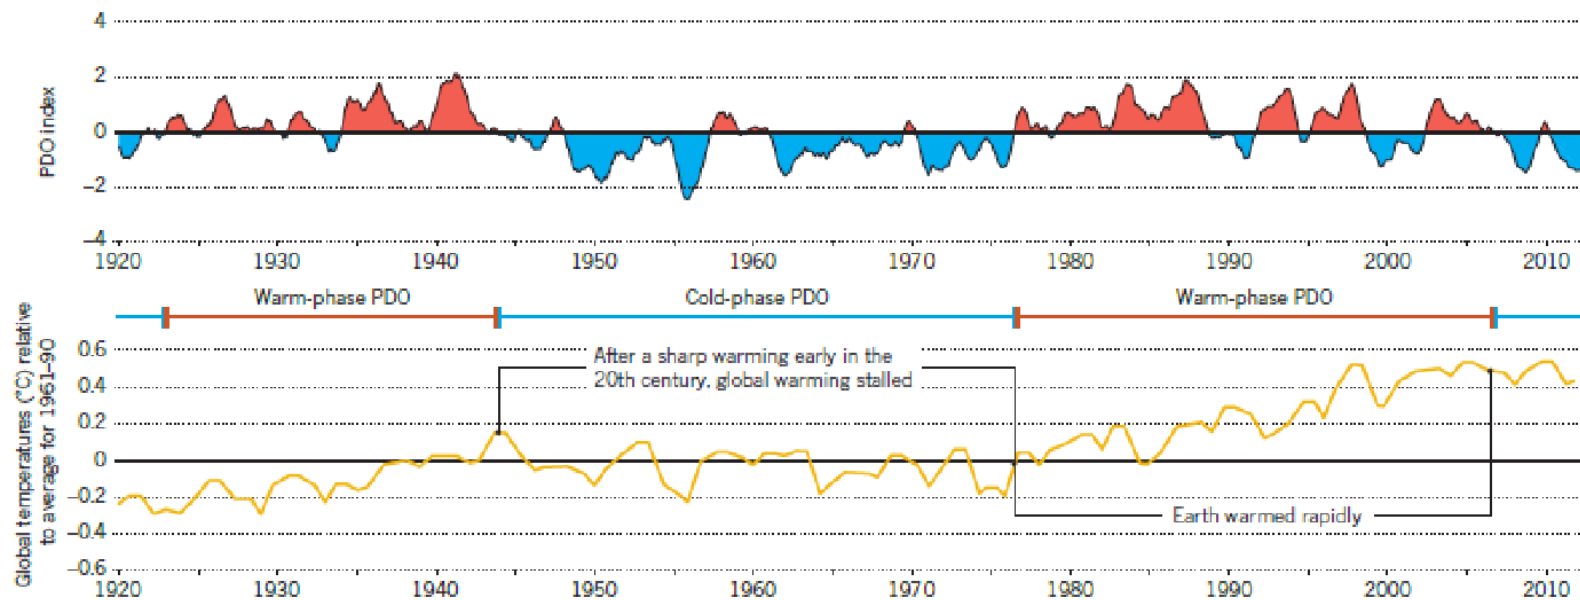 4
2
0
–2
–4
PDO index
1920 1930 1940 1950 1960 1970 1980 1990 2000 2010
Warm-phase PDO Cold-phase PDO Warm-phase PDO
Global temperatures (°C) relative
to average for 1961–90
0.6
0.4
0.2
0
–0.2
–0.4
–0.6
After a sharp warming early in the
20th century, global warming stalled
Earth warmed rapidly
1920 1930 1940 1950 1960 1970 1980 1990 2000 2010